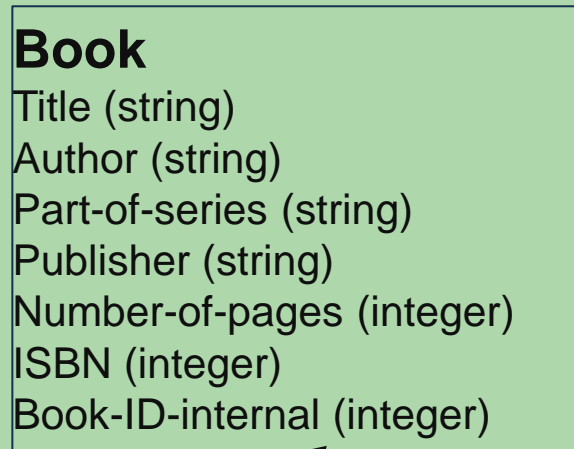 Book
Title (string)
Author (string)
Part-of-series (string)
Publisher (string)
Number-of-pages (integer)
ISBN (integer)
Book-ID-internal (integer)